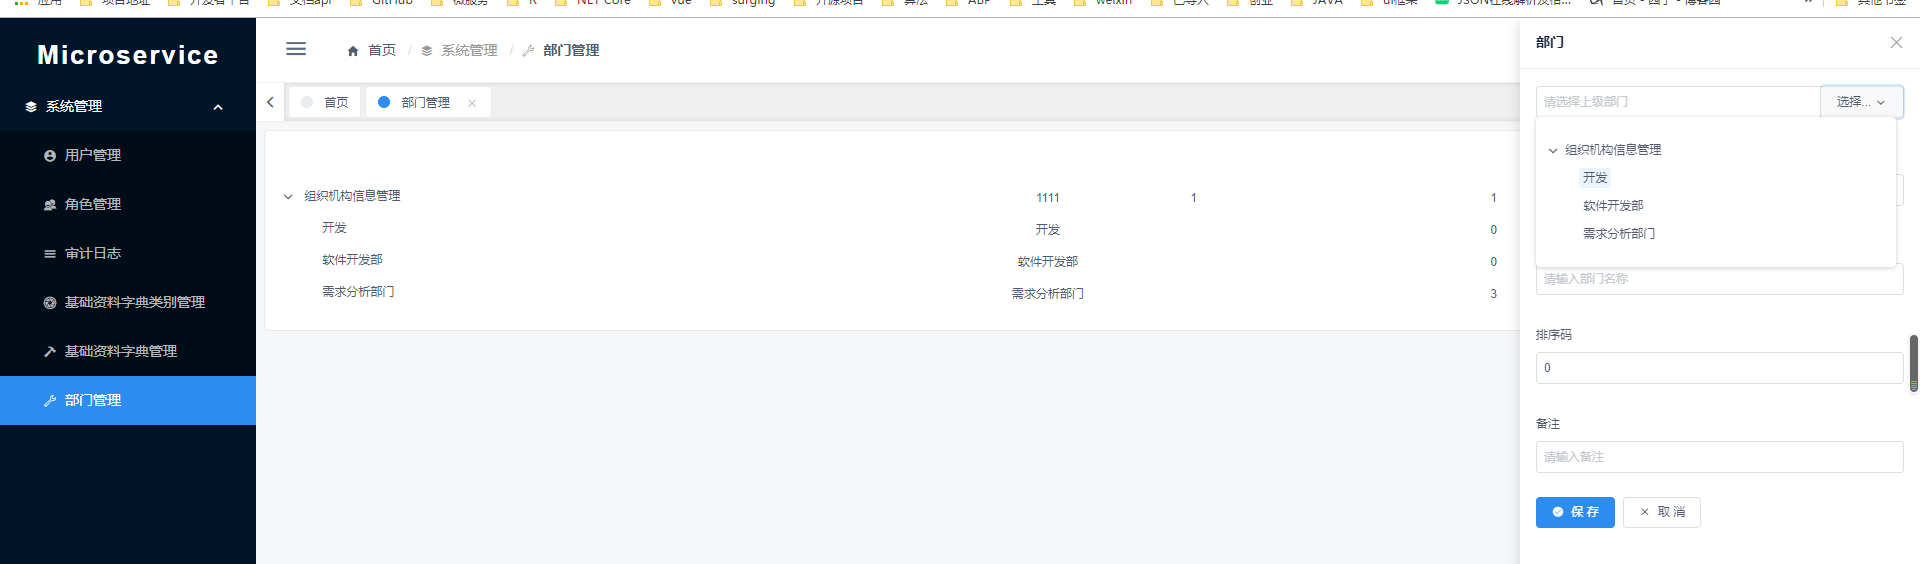 应用 项目地址 开发者平台 文档api GitHub 微服务 R .NET Core vue surging 开源项目 算法 ABP 工具 weixin 已导入 创业 JAVA ui框架 JSON在线解析及格... 首页 - 园子 - 博客园 » 其他书签
Microservice
系统管理
用户管理
角色管理
审计日志
基础资料字典类别管理
基础资料字典管理
部门管理
首页 / 系统管理 / 部门管理
首页 部门管理
组织机构信息管理 1111 1 1
开发 开发 0
软件开发部 软件开发部 0
需求分析部门 需求分析部门 3
部门
请选择上级部门 选择...
组织机构信息管理
开发
软件开发部
需求分析部门
请输入部门名称
排序码
0
备注
请输入备注
保存 取消